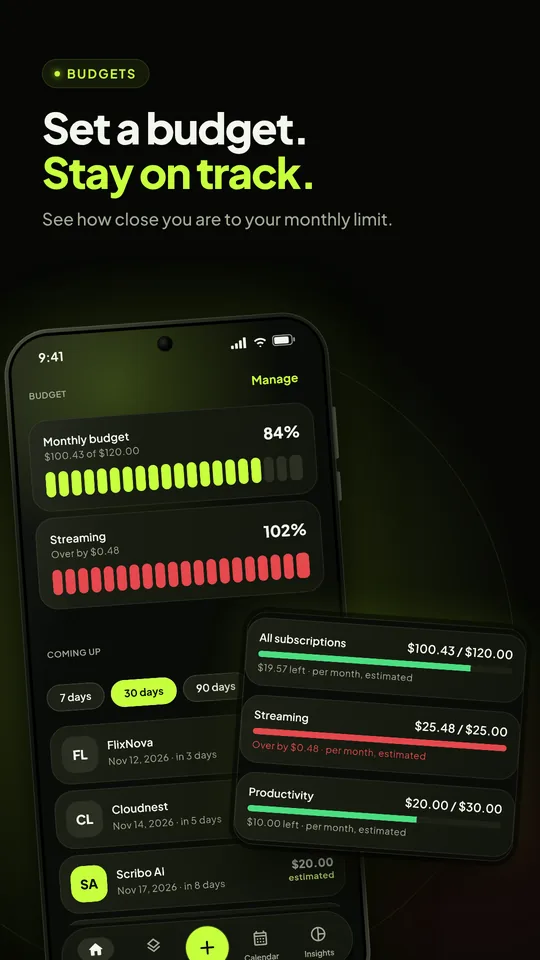 BUDGETS
Set a budget.
Stay on track.
See how close you are to your monthly limit.
9:41
BUDGET
Manage
Monthly budget
84%
$100.43 of $120.00
Streaming
102%
Over by $0.48
COMING UP
7 days
30 days
90 days
FL
FlixNova
Nov 12, 2026 · in 3 days
CL
Cloudnest
Nov 14, 2026 · in 5 days
SA
Scribo AI
Nov 17, 2026 · in 8 days
$20.00
estimated
Calendar
Insights
All subscriptions
$100.43 / $120.00
$19.57 left · per month, estimated
Streaming
$25.48 / $25.00
Over by $0.48 · per month, estimated
Productivity
$20.00 / $30.00
$10.00 left · per month, estimated